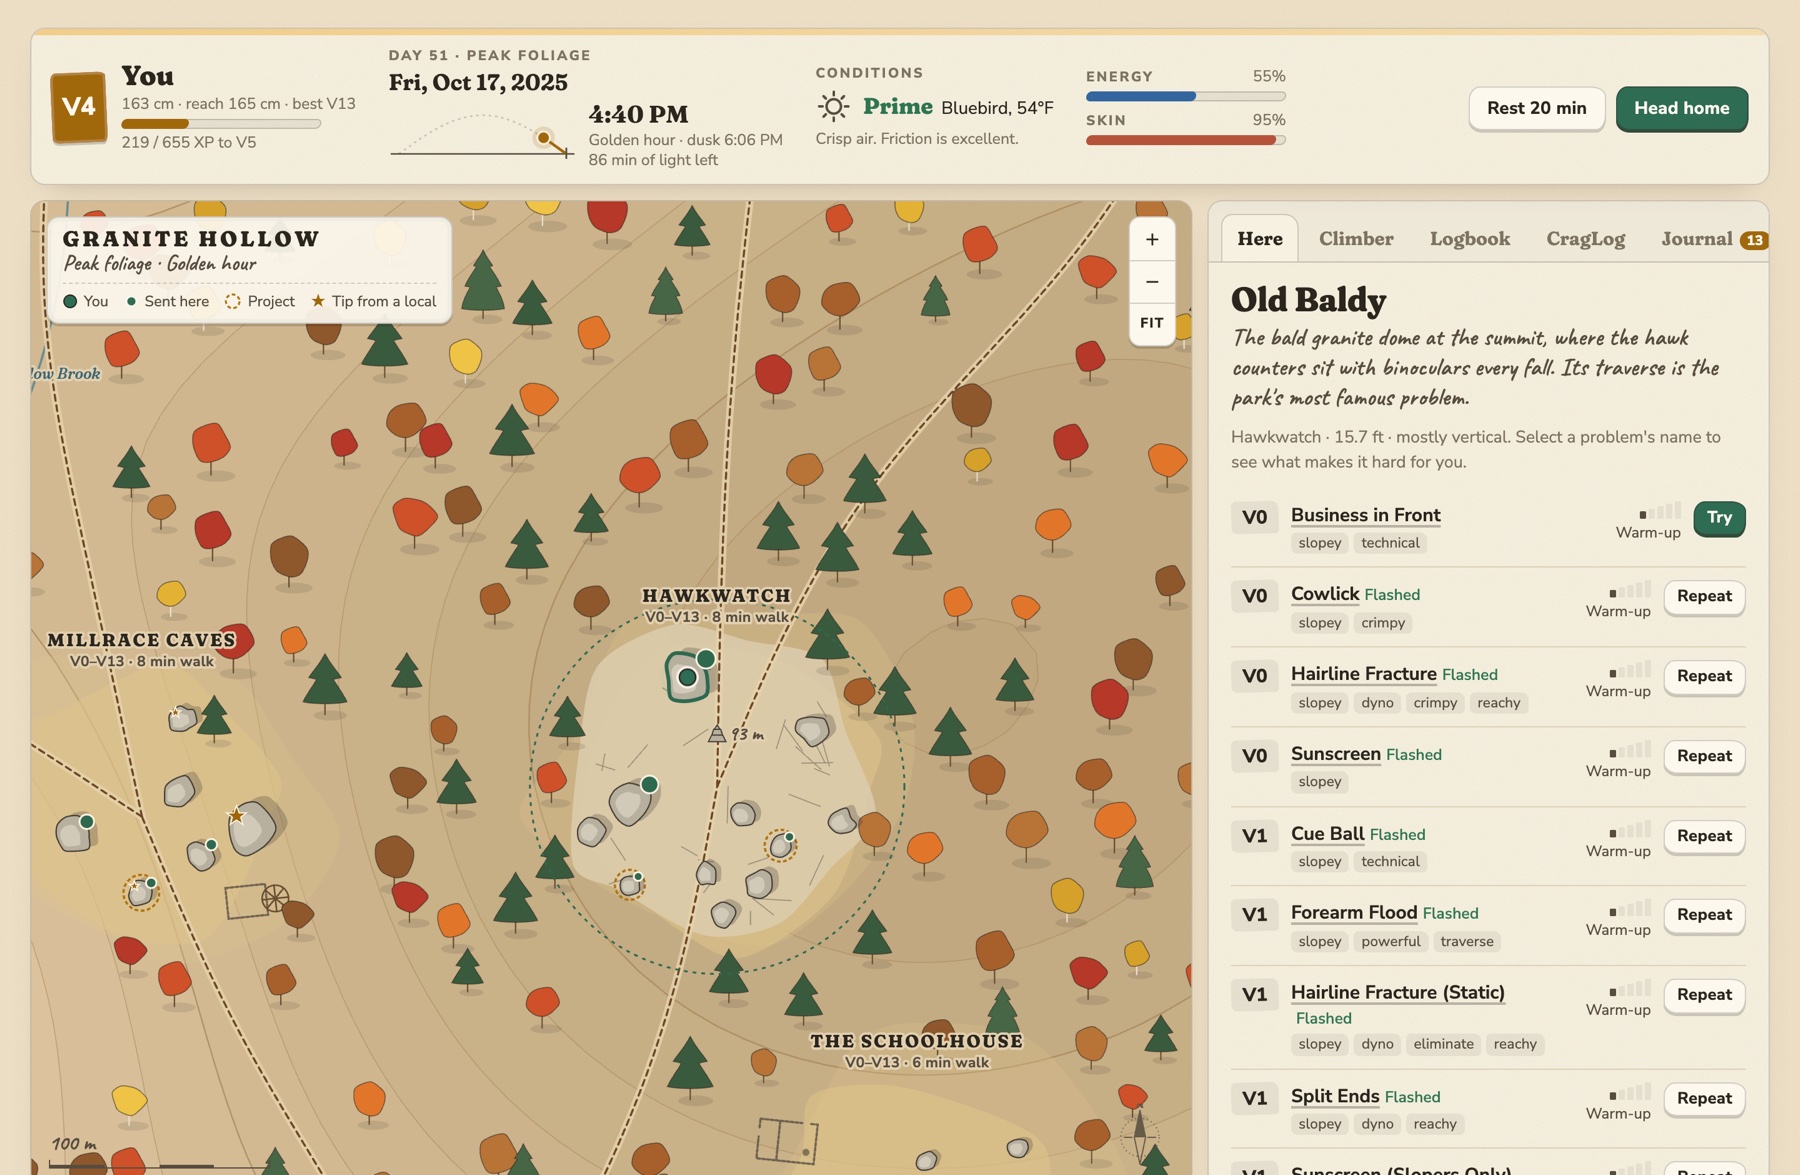 V4
You
163 cm · reach 165 cm · best V13
219 / 655 XP to V5
DAY 51 · PEAK FOLIAGE
Fri, Oct 17, 2025
4:40 PM
Golden hour · dusk 6:06 PM
86 min of light left
CONDITIONS
Prime Bluebird, 54°F
Crisp air. Friction is excellent.
ENERGY 55%
SKIN 95%
Rest 20 min
Head home
GRANITE HOLLOW
Peak foliage · Golden hour
You Sent here Project Tip from a local
+
−
FIT
low Brook
HAWKWATCH
V0–V13 · 8 min walk
MILLRACE CAVES
V0–V13 · 8 min walk
93 m
THE SCHOOLHOUSE
V0–V13 · 6 min walk
100 m
Here Climber Logbook CragLog Journal 13
Old Baldy
The bald granite dome at the summit, where the hawk
counters sit with binoculars every fall. Its traverse is the
park's most famous problem.
Hawkwatch · 15.7 ft · mostly vertical. Select a problem's name to
see what makes it hard for you.
V0 Business in Front Warm-up Try
slopey technical
V0 Cowlick Flashed Warm-up Repeat
slopey crimpy
V0 Hairline Fracture Flashed Warm-up Repeat
slopey dyno crimpy reachy
V0 Sunscreen Flashed Warm-up Repeat
slopey
V1 Cue Ball Flashed Warm-up Repeat
slopey technical
V1 Forearm Flood Flashed Warm-up Repeat
slopey powerful traverse
V1 Hairline Fracture (Static) Warm-up Repeat
Flashed
slopey dyno eliminate reachy
V1 Split Ends Flashed Warm-up Repeat
slopey dyno reachy
V1 Sunscreen (Slopers Only) Repeat